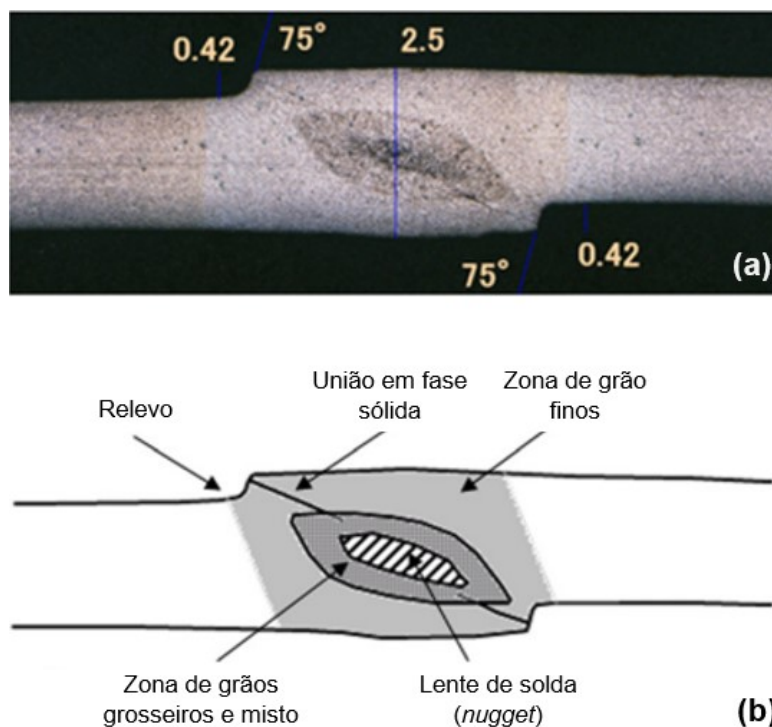 0.42
75°
2.5
75°
0.42
(a)
Relevo
União em fase
sólida
Zona de grão
finos
Zona de grãos
grosseiros e misto
Lente de solda
(nugget)
(b)